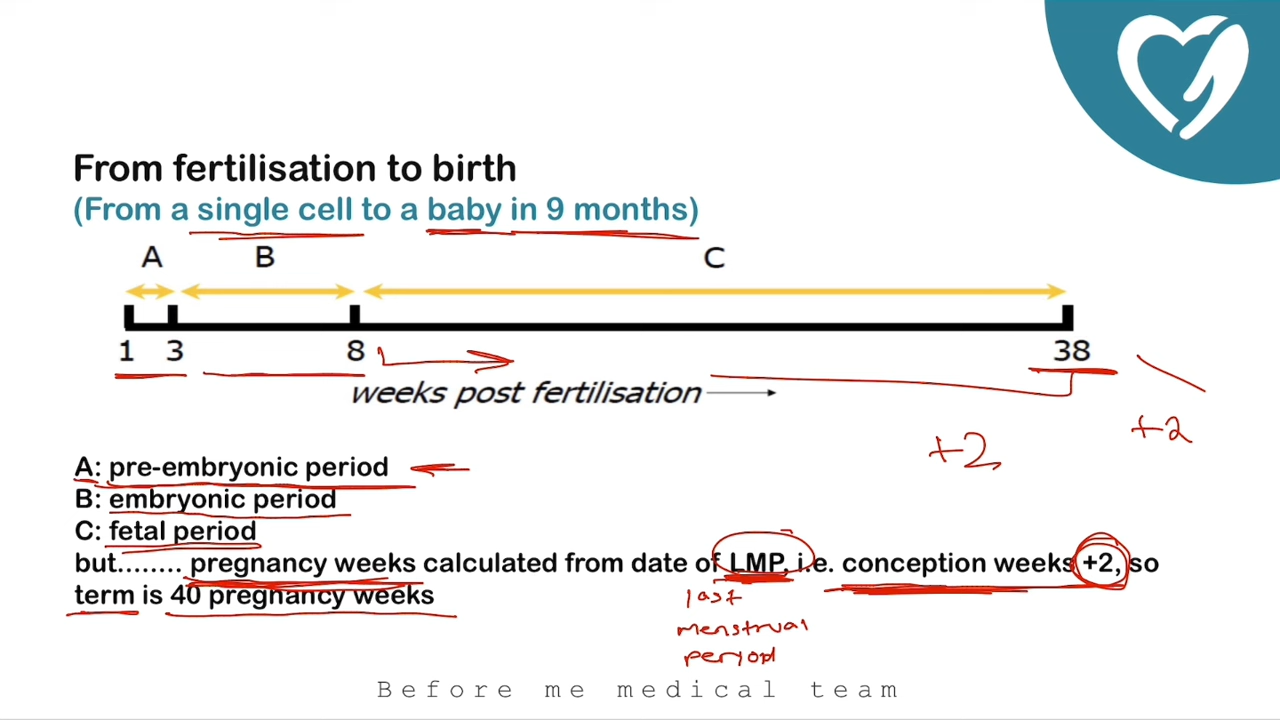 From fertilisation to birth
(From a single cell to a baby in 9 months)
A B C
1 3 8 38
weeks post fertilisation
+2
+2
A: pre-embryonic period
B: embryonic period
C: fetal period
but........ pregnancy weeks calculated from date of LMP, i.e. conception weeks +2, so
term is 40 pregnancy weeks
last
menstrual
period
Before me medical team